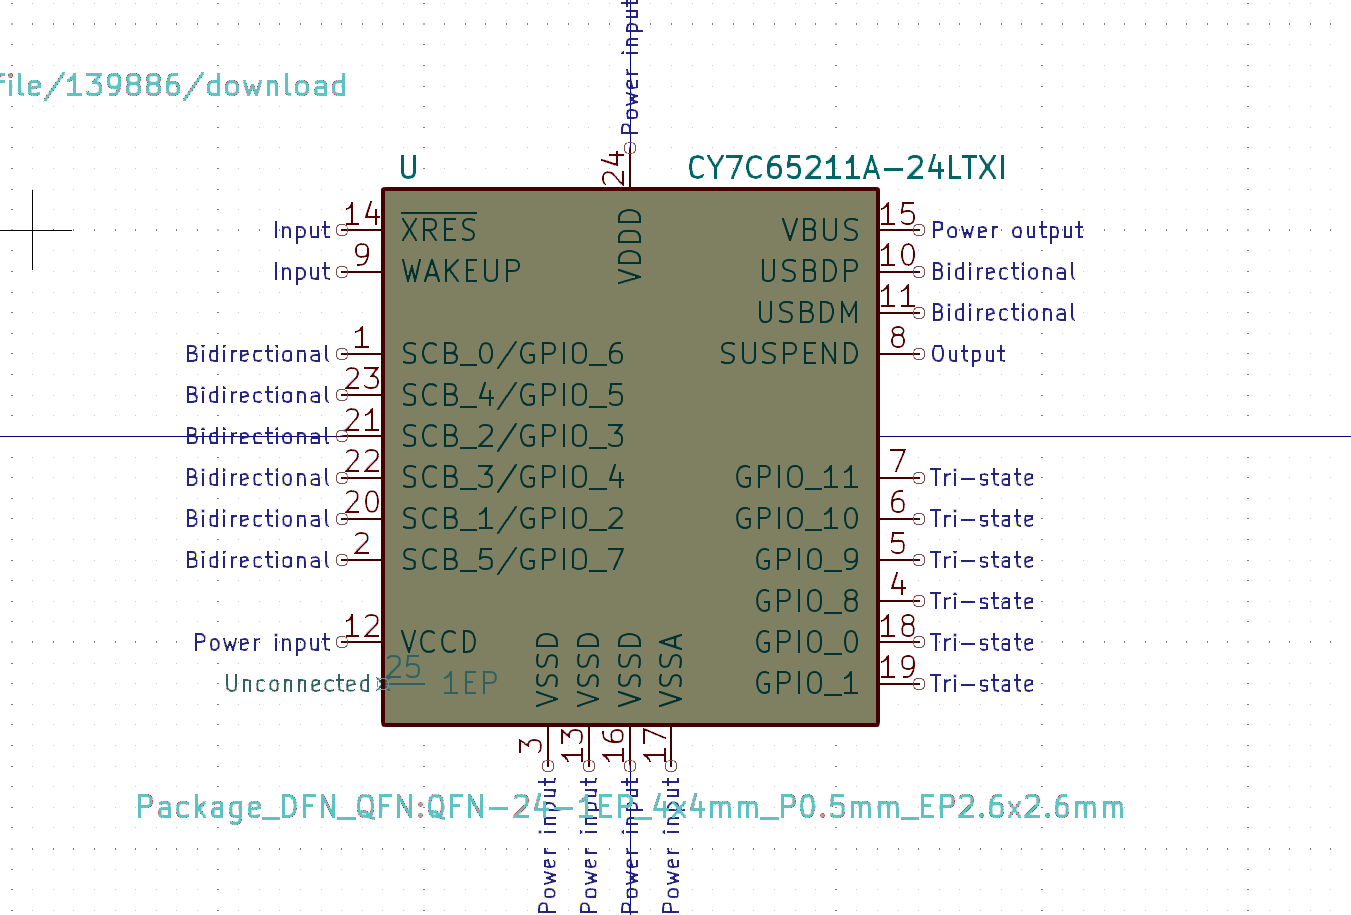 Power input
file/139886/download
24
U CY7C65211A-24LTXI
Input 14 XRES VDDD VBUS 15 Power output
Input 9 WAKEUP USBDP 10 Bidirectional
USBDM 11 Bidirectional
Bidirectional 1 SCB_0/GPIO_6 SUSPEND 8 Output
Bidirectional 23 SCB_4/GPIO_5
Bidirectional 21 SCB_2/GPIO_3
Bidirectional 22 SCB_3/GPIO_4 GPIO_11 7 Tri-state
Bidirectional 20 SCB_1/GPIO_2 GPIO_10 6 Tri-state
Bidirectional 2 SCB_5/GPIO_7 GPIO_9 5 Tri-state
GPIO_8 4 Tri-state
Power input 12 VCCD GPIO_0 18 Tri-state
Unconnected 25 1EP VSSD VSSD VSSD VSSA GPIO_1 19 Tri-state
3 13 16 17
Package_DFN_QFN:QFN-24-1EP_4x4mm_P0.5mm_EP2.6x2.6mm
Power input Power input Power input Power input